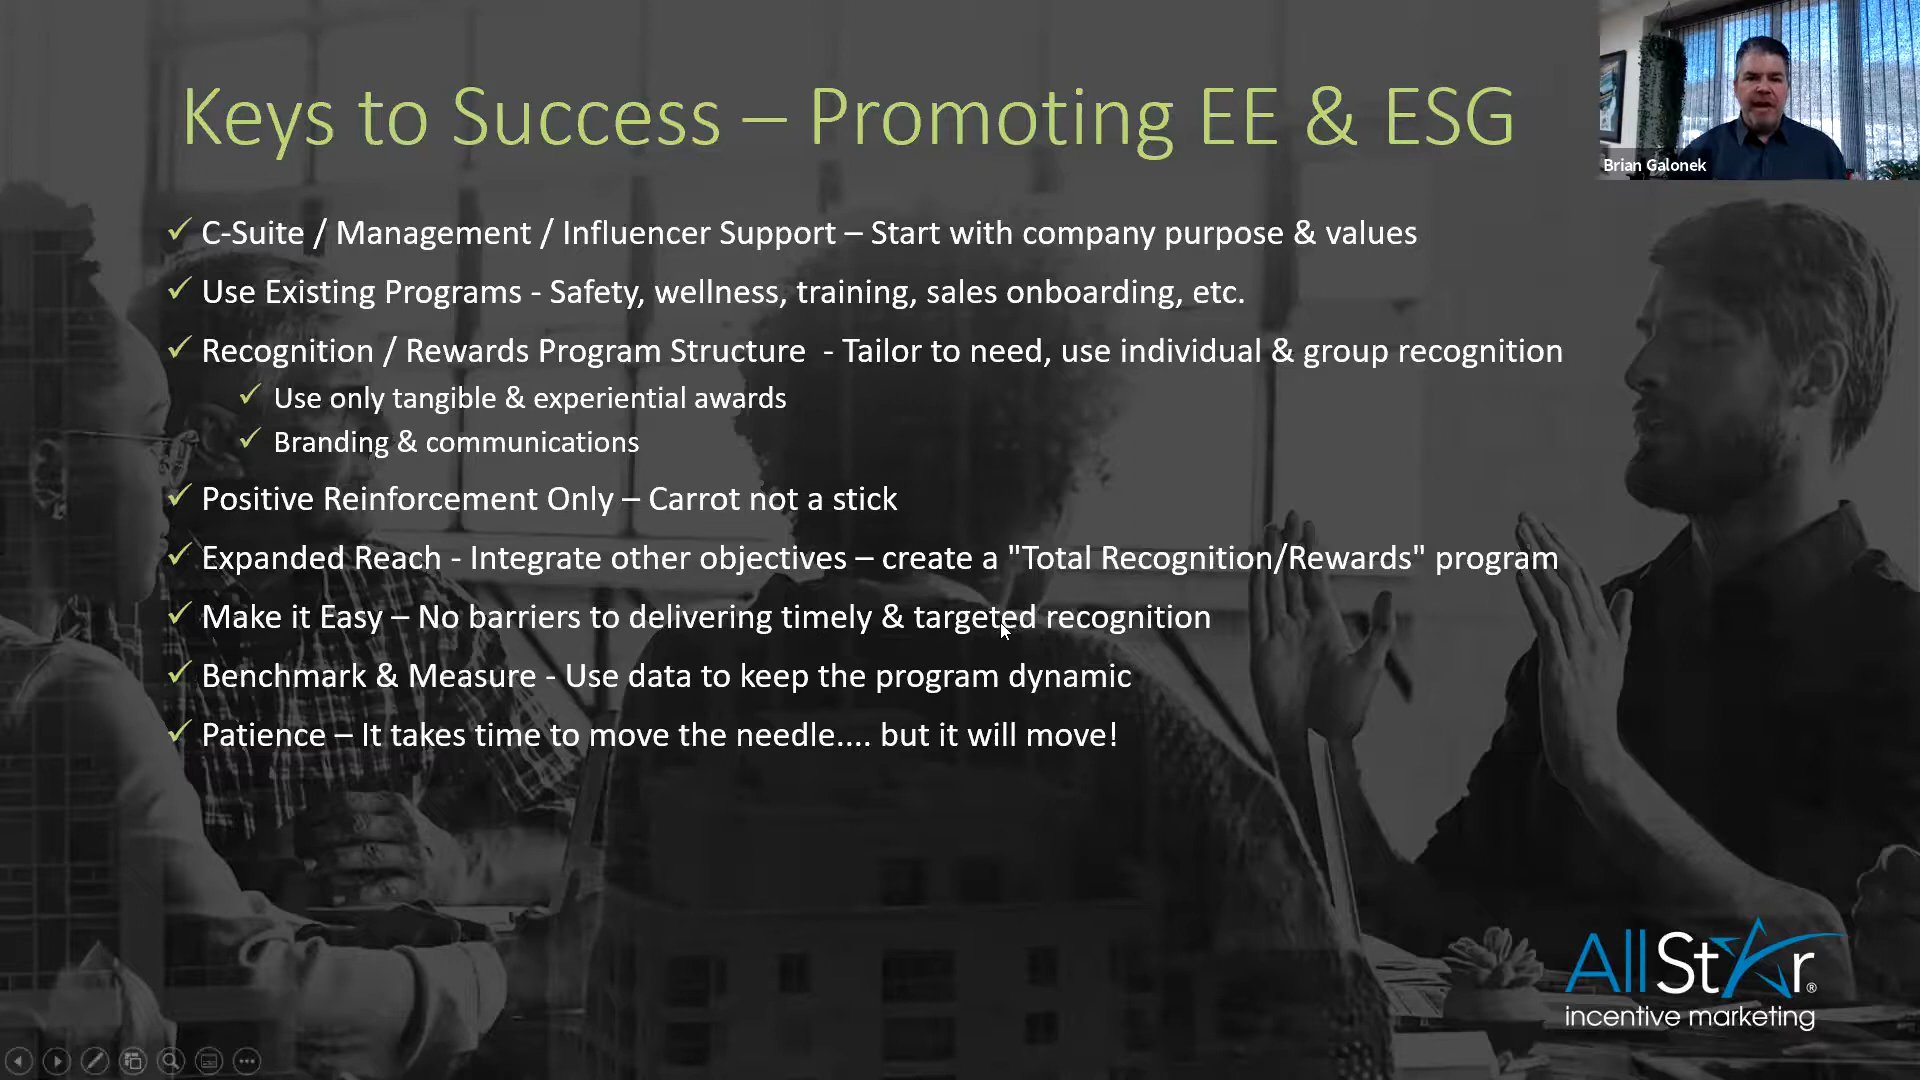 Keys to Success – Promoting EE & ESG
Brian Galonek
C-Suite / Management / Influencer Support – Start with company purpose & values
Use Existing Programs - Safety, wellness, training, sales onboarding, etc.
Recognition / Rewards Program Structure  - Tailor to need, use individual & group recognition
Use only tangible & experiential awards
Branding & communications
Positive Reinforcement Only – Carrot not a stick
Expanded Reach - Integrate other objectives – create a "Total Recognition/Rewards" program
Make it Easy – No barriers to delivering timely & targeted recognition
Benchmark & Measure - Use data to keep the program dynamic
Patience – It takes time to move the needle.... but it will move!
AllStar®
incentive marketing